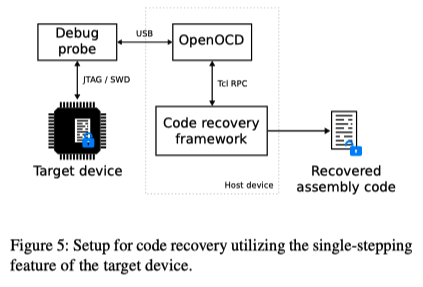 Debug
probe
USB
OpenOCD
JTAG / SWD
Tcl RPC
Code recovery
framework
Target device
Host device
Recovered
assembly code
Figure 5: Setup for code recovery utilizing the single-stepping
feature of the target device.